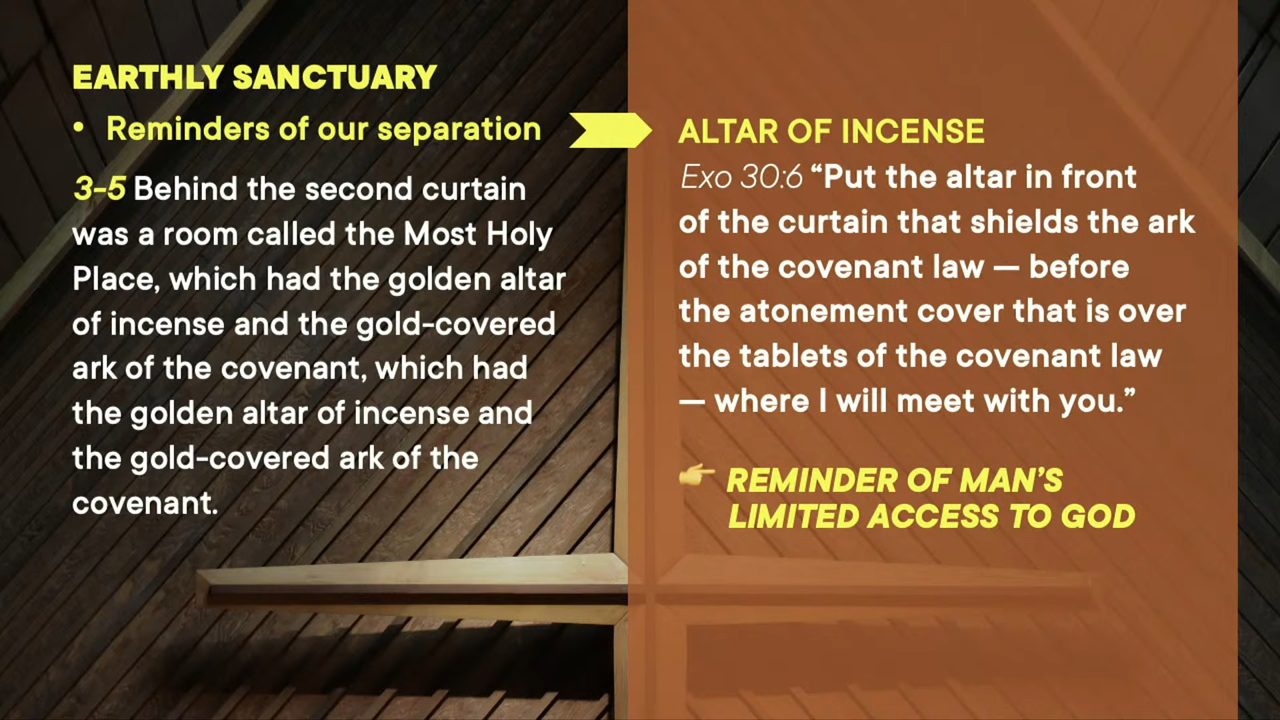 EARTHLY SANCTUARY
• Reminders of our separation
3-5 Behind the second curtain
was a room called the Most Holy
Place, which had the golden altar
of incense and the gold-covered
ark of the covenant, which had
the golden altar of incense and
the gold-covered ark of the
covenant.
ALTAR OF INCENSE
Exo 30:6 “Put the altar in front
of the curtain that shields the ark
of the covenant law — before
the atonement cover that is over
the tablets of the covenant law
— where I will meet with you.”
👉 REMINDER OF MAN’S
LIMITED ACCESS TO GOD